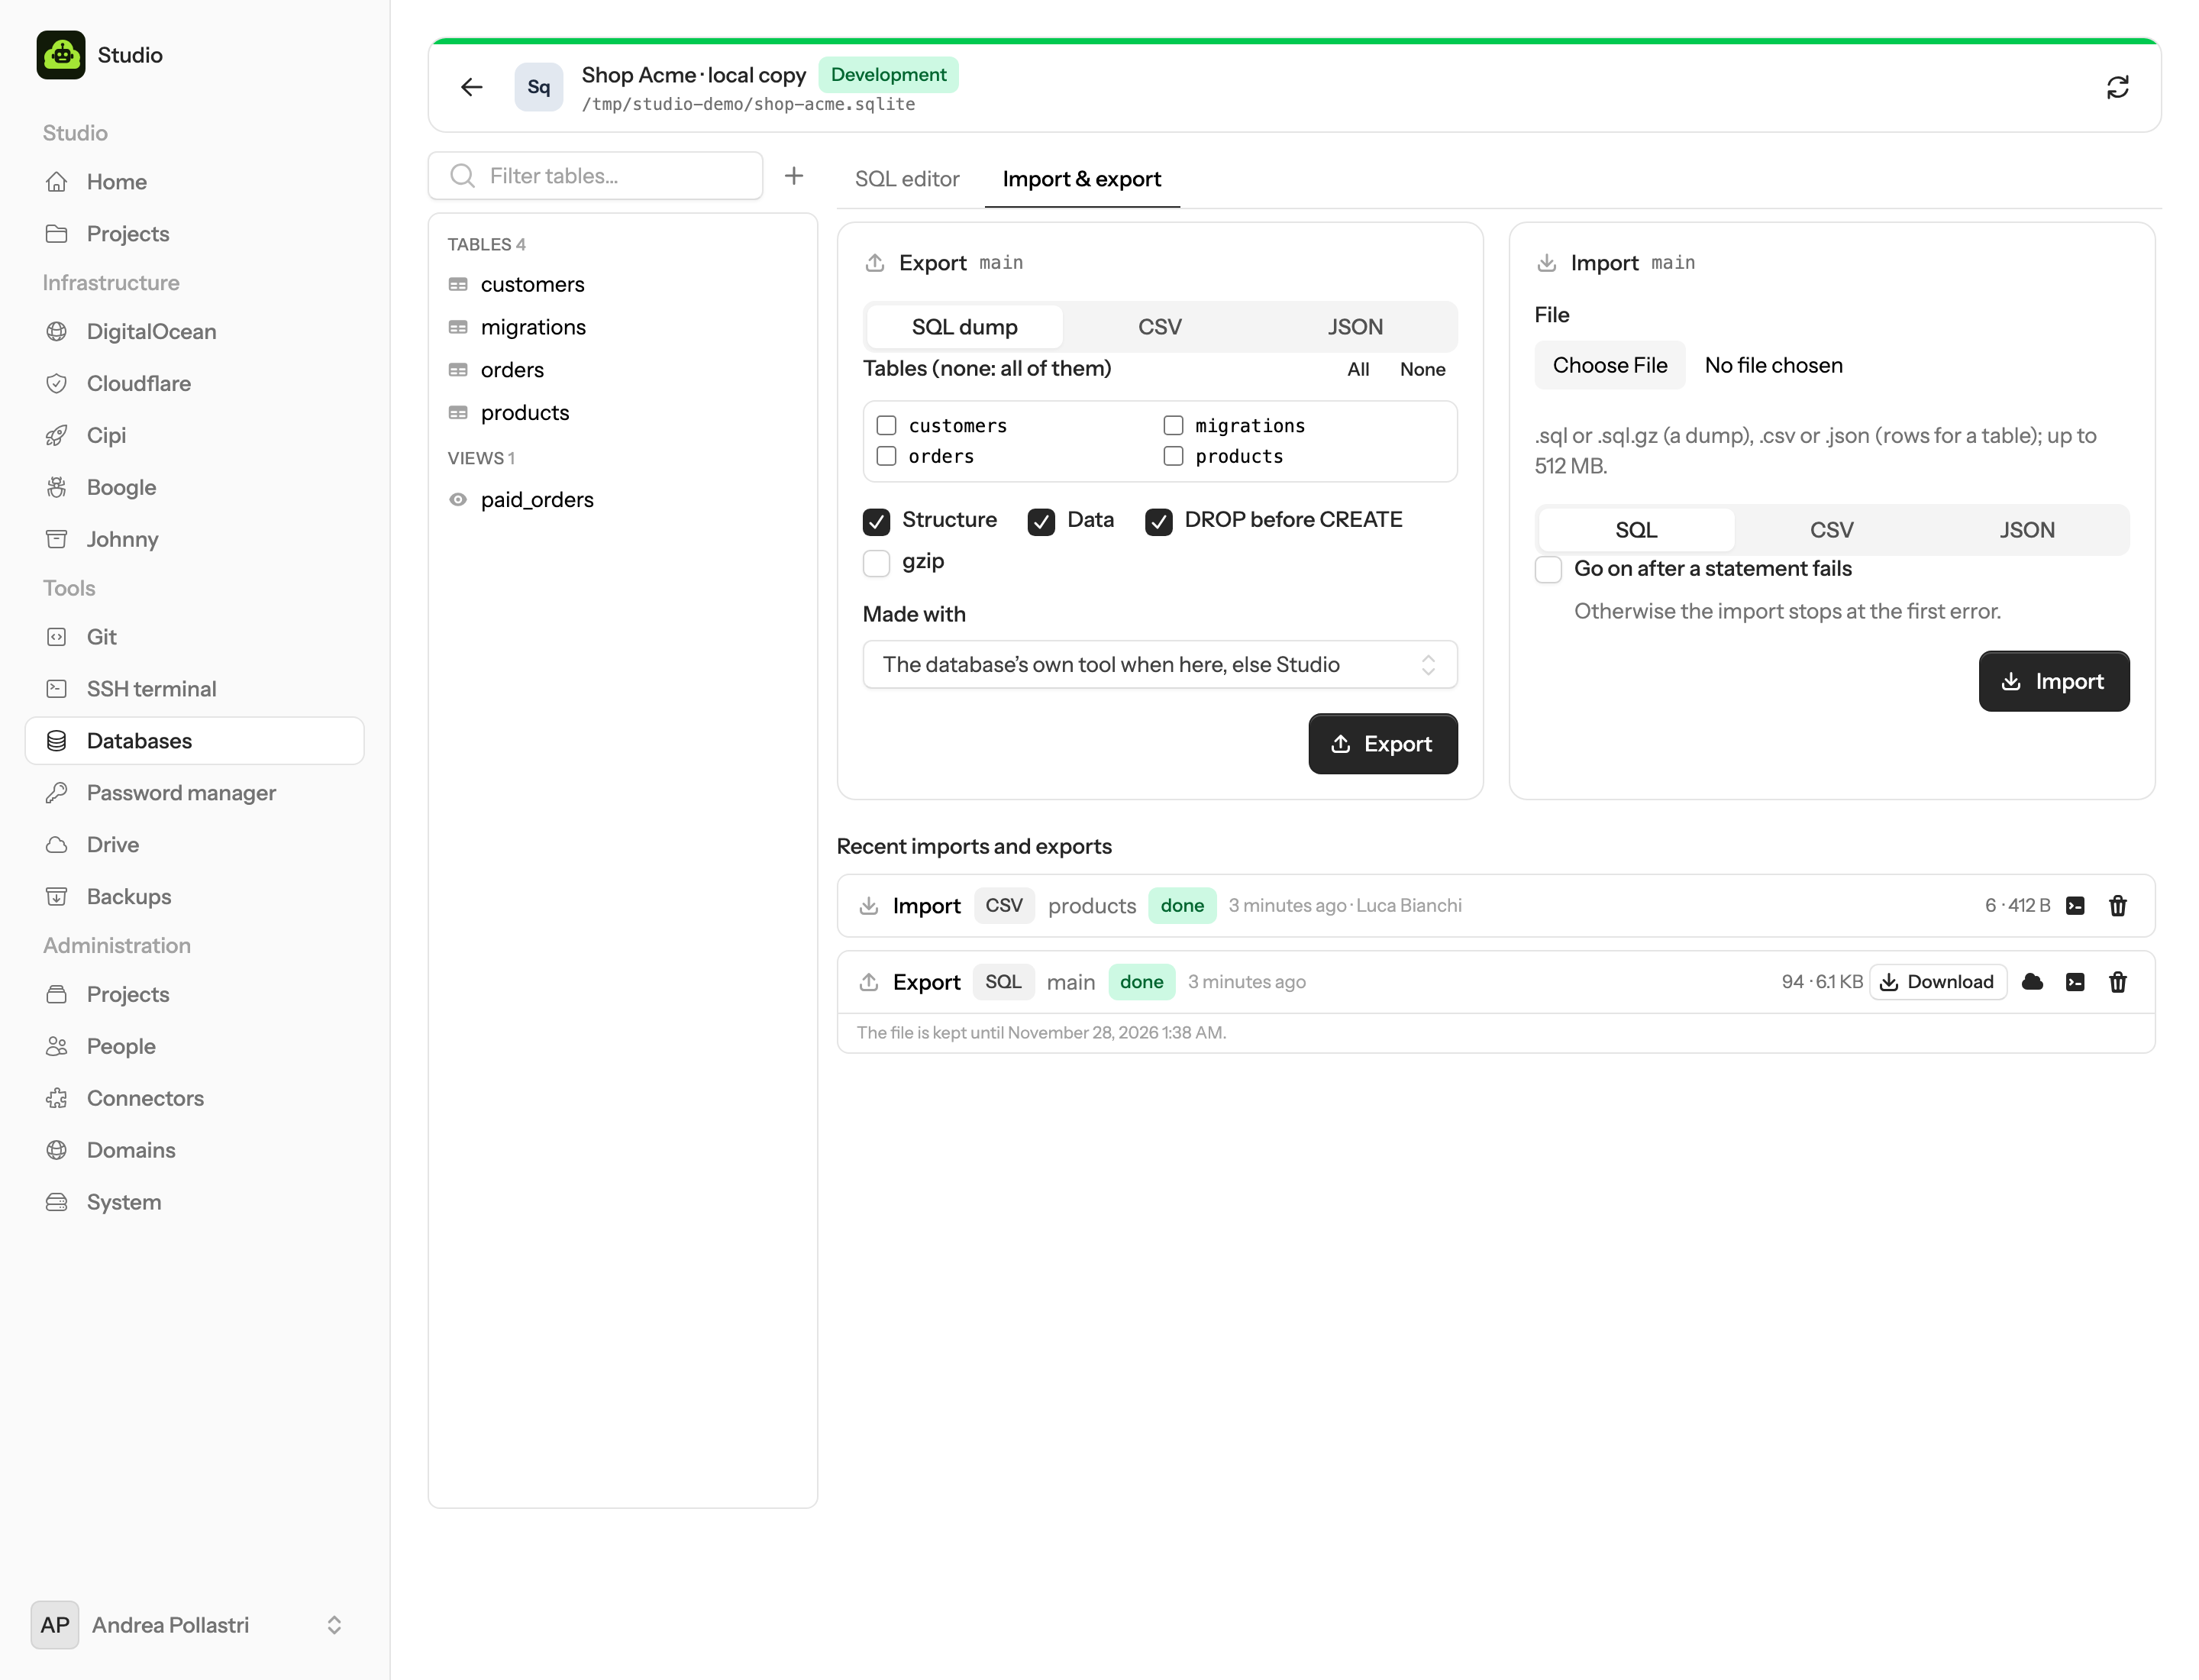 Studio
Studio
Home
Projects
Infrastructure
DigitalOcean
Cloudflare
Cipi
Boogle
Johnny
Tools
Git
SSH terminal
Databases
Password manager
Drive
Backups
Administration
Projects
People
Connectors
Domains
System
AP Andrea Pollastri
Sq
Shop Acme · local copy Development
/tmp/studio-demo/shop-acme.sqlite
Filter tables...
TABLES 4
customers
migrations
orders
products
VIEWS 1
paid_orders
SQL editor Import & export
Export main
SQL dump CSV JSON
Tables (none: all of them) All None
customers migrations
orders products
Structure Data DROP before CREATE
gzip
Made with
The database’s own tool when here, else Studio
Export
Import main
File
Choose File No file chosen
.sql or .sql.gz (a dump), .csv or .json (rows for a table); up to
512 MB.
SQL CSV JSON
Go on after a statement fails
Otherwise the import stops at the first error.
Import
Recent imports and exports
Import CSV products done 3 minutes ago · Luca Bianchi 6 · 412 B
Export SQL main done 3 minutes ago 94 · 6.1 KB Download
The file is kept until November 28, 2026 1:38 AM.